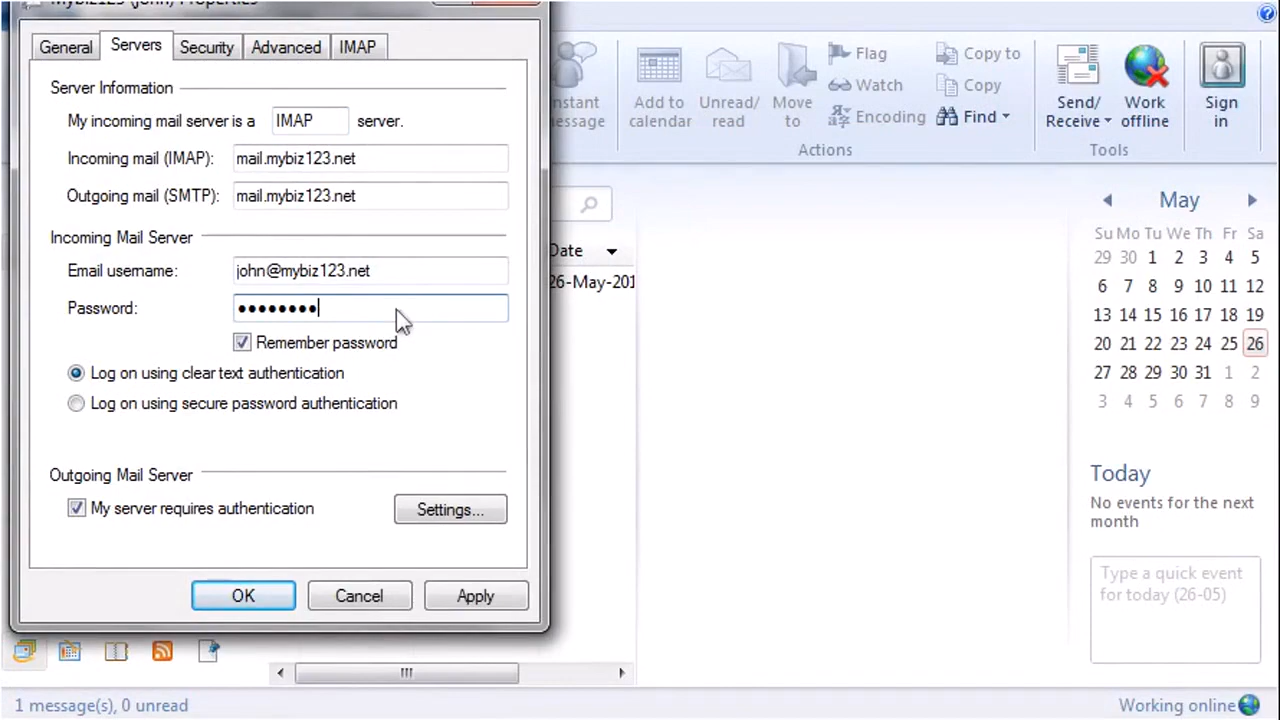 Mybiz123 (john) Properties
General Servers Security Advanced IMAP
Server Information
My incoming mail server is a IMAP server.
Incoming mail (IMAP): mail.mybiz123.net
Outgoing mail (SMTP): mail.mybiz123.net
Incoming Mail Server
Email username: john@mybiz123.net
Password: ●●●●●●●●
Remember password
Log on using clear text authentication
Log on using secure password authentication
Outgoing Mail Server
My server requires authentication Settings...
OK Cancel Apply
Instant
message
Add to
calendar
Unread/
read
Move
to
Flag
Watch
Encoding
Copy to
Copy
Find
Actions
Send/
Receive
Work
offline
Tools
Sign
in
Date
26-May-201
May
Su Mo Tu We Th Fr Sa
29 30 1 2 3 4 5
6 7 8 9 10 11 12
13 14 15 16 17 18 19
20 21 22 23 24 25 26
27 28 29 30 31 1 2
3 4 5 6 7 8 9
Today
No events for the next
month
Type a quick event
for today (26-05)
1 message(s), 0 unread
Working online